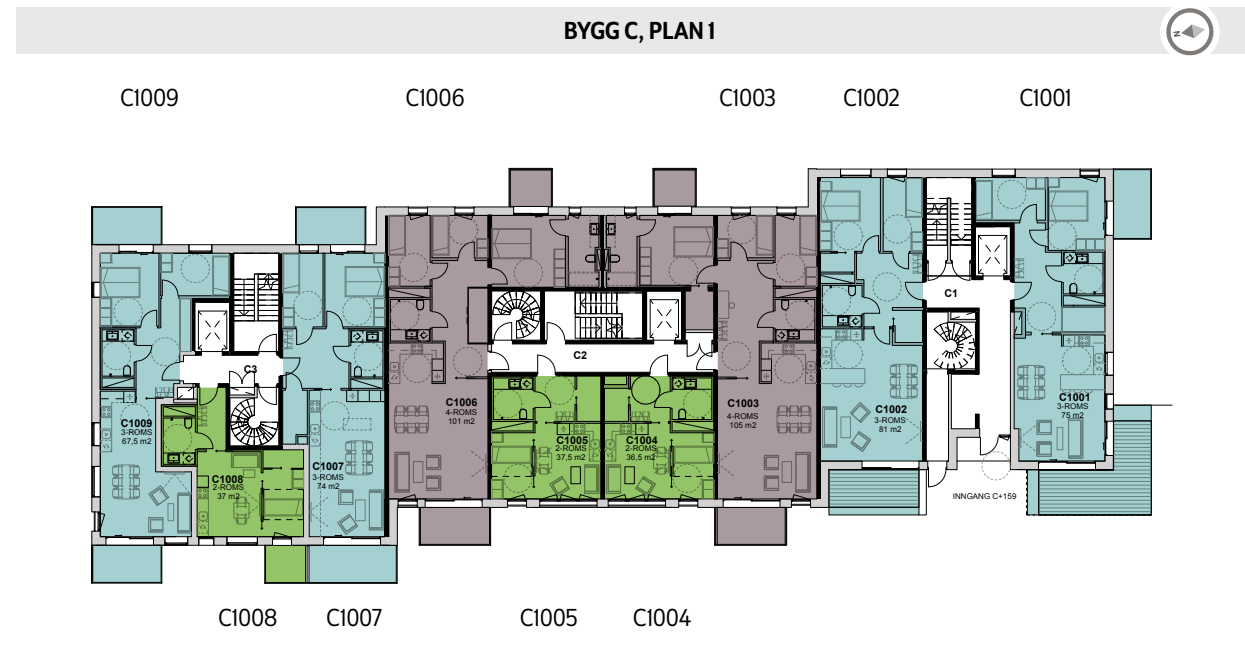 BYGG C, PLAN 1
Z
C1009
C1006
C1003
C1002
C1001
C1
C2
C3
C1006
4-ROMS
101 m2
C1003
4-ROMS
105 m2
C1002
3-ROMS
81 m2
C1001
3-ROMS
75 m2
C1009
3-ROMS
67,5 m2
C1005
2-ROMS
37,5 m2
C1004
2-ROMS
36,5 m2
C1007
3-ROMS
74 m2
C1008
2-ROMS
37 m2
INNGANG C+159
C1008
C1007
C1005
C1004